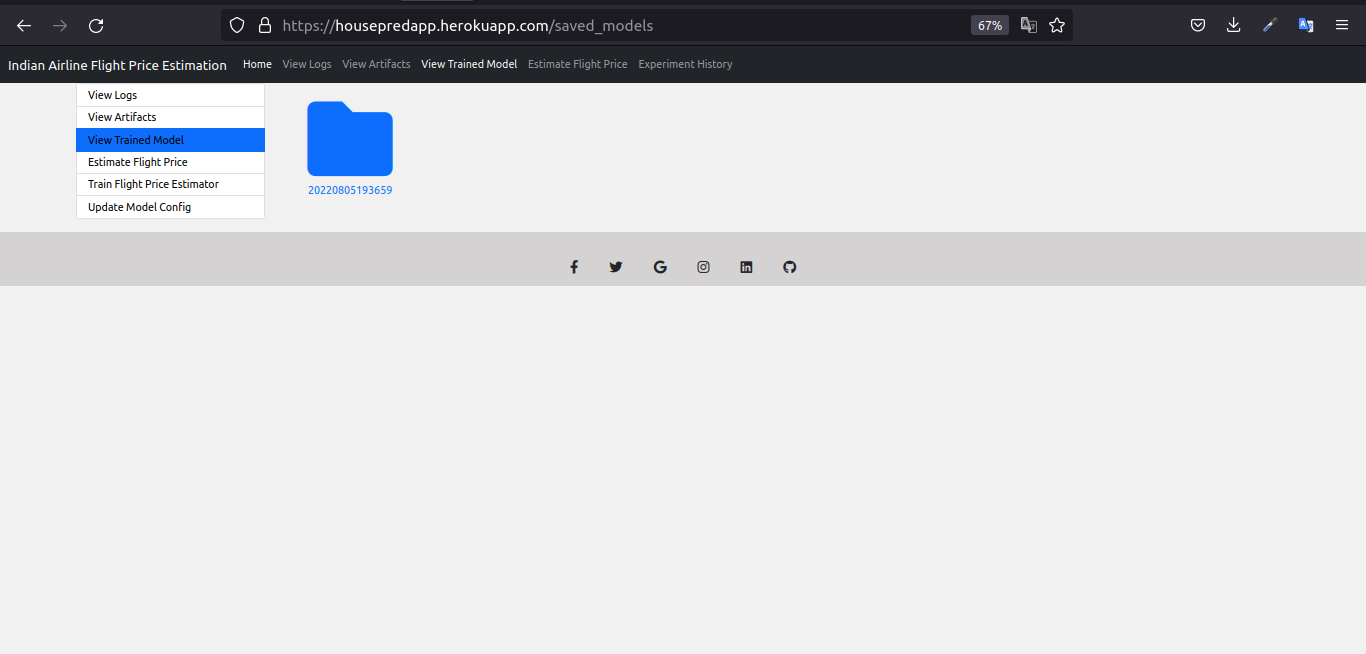 https://housepredapp.herokuapp.com/saved_models 67%
Indian Airline Flight Price Estimation Home View Logs View Artifacts View Trained Model Estimate Flight Price Experiment History
View Logs
View Artifacts
View Trained Model
Estimate Flight Price
Train Flight Price Estimator
Update Model Config
20220805193659